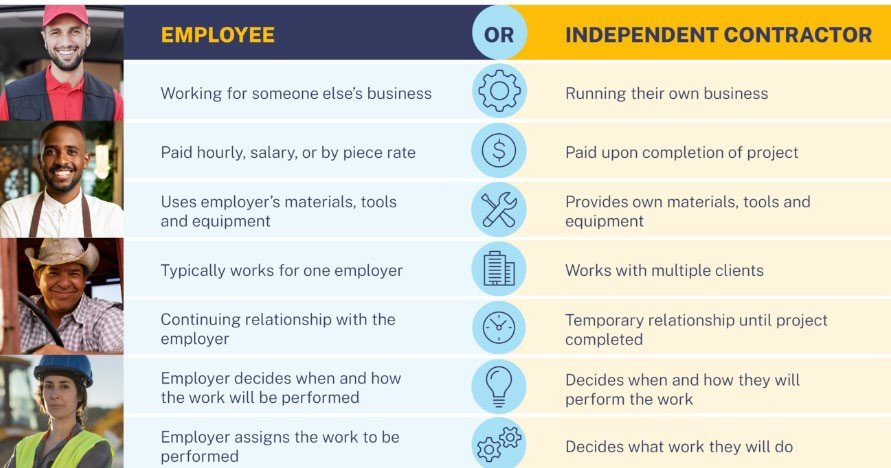 EMPLOYEE OR INDEPENDENT CONTRACTOR
Working for someone else's business
Running their own business
Paid hourly, salary, or by piece rate
$
Paid upon completion of project
Uses employer's materials, tools
and equipment
Provides own materials, tools and
equipment
Typically works for one employer
Works with multiple clients
Continuing relationship with the
employer
Temporary relationship until project
completed
Employer decides when and how
the work will be performed
Decides when and how they will
perform the work
Employer assigns the work to be
performed
Decides what work they will do